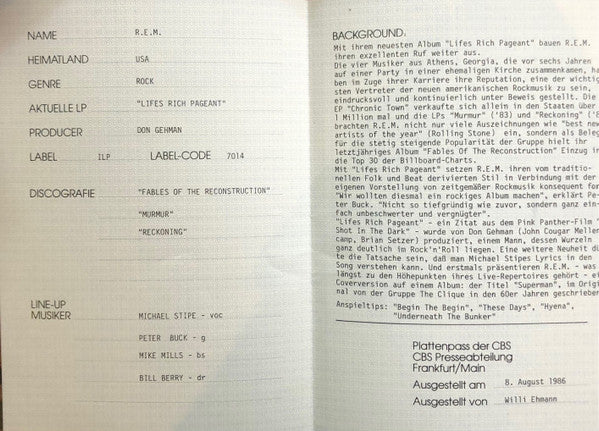 NAME R.E.M.
HEIMATLAND USA
GENRE ROCK
AKTUELLE LP "LIFES RICH PAGEANT"
PRODUCER DON GEHMAN
LABEL ILP LABEL-CODE 7014
DISCOGRAFIE "FABLES OF THE RECONSTRUCTION"
"MURMUR"
"RECKONING"
LINE-UP
MUSIKER MICHAEL STIPE - voc
PETER BUCK - g
MIKE MILLS - bs
BILL BERRY - dr
BACKGROUND:
Mit ihrem neuesten Album "Lifes Rich Pageant" bauen R.E.M.
ihren exzellenten Ruf weiter aus.
Die vier Musiker aus Athens, Georgia, die vor sechs Jahren
auf einer Party in einer ehemaligen Kirche zusammenkamen, ha
ben im Zuge ihrer Karriere ihre Reputation, eine der wichtig
sten Vertreter der neuen amerikanischen Rockmusik zu sein,
eindrucksvoll und kontinuierlich unter Beweis gestellt. Die
EP "Chronic Town" verkaufte sich allein in den Staaten über
1 Million mal und die LPs "Murmur" ('83) und "Reckoning" ('8
brachten R.E.M. nicht nur viele Auszeichnungen wie "best new
artists of the year" (Rolling Stone) ein, sondern als Beleg
für die stetig steigende Popularität der Gruppe hielt ihr
letztjähriges Album "Fables Of The Reconstruction" Einzug in
die Top 30 der Billboard-Charts.
Mit "Lifes Rich Pageant" setzen R.E.M. ihren vom traditio-
nellen Folk und Beat derivierten Stil in Verbindung mit der
eigenen Vorstellung von zeitgemäßer Rockmusik konsequent for
"Wir wollten diesmal ein rockiges Album machen", erklärt Pe-
ter Buck. "Nicht so tiefgründig wie zuvor, sondern ganz ein-
fach unbeschwerter und vergnügter".
"Lifes Rich Pageant" - ein Zitat aus dem Pink Panther-Film "
Shot In The Dark" - wurde von Don Gehman (John Cougar Mellen
camp, Brian Setzer) produziert, einem Mann, dessen Wurzeln
ganz deutlich im Rock'n'Roll liegen. Eine weitere Neuheit dü
te die Tatsache sein, daß man Michael Stipes Lyrics in den
Song verstehen kann. Und erstmals präsentieren R.E.M. - was
längst zu den Höhepunkten ihres Live-Repertoires gehört - ei
Coverversion auf einem Album: der Titel "Superman", im Origi
nal von der Gruppe The Clique in den 60er Jahren geschriebe
Anspieltips: "Begin The Begin", "These Days", "Hyena",
"Underneath The Bunker"
Plattenpass der CBS
CBS Presseabteilung
Frankfurt/Main
Ausgestellt am 8. August 1986
Ausgestellt von Willi Ehmann